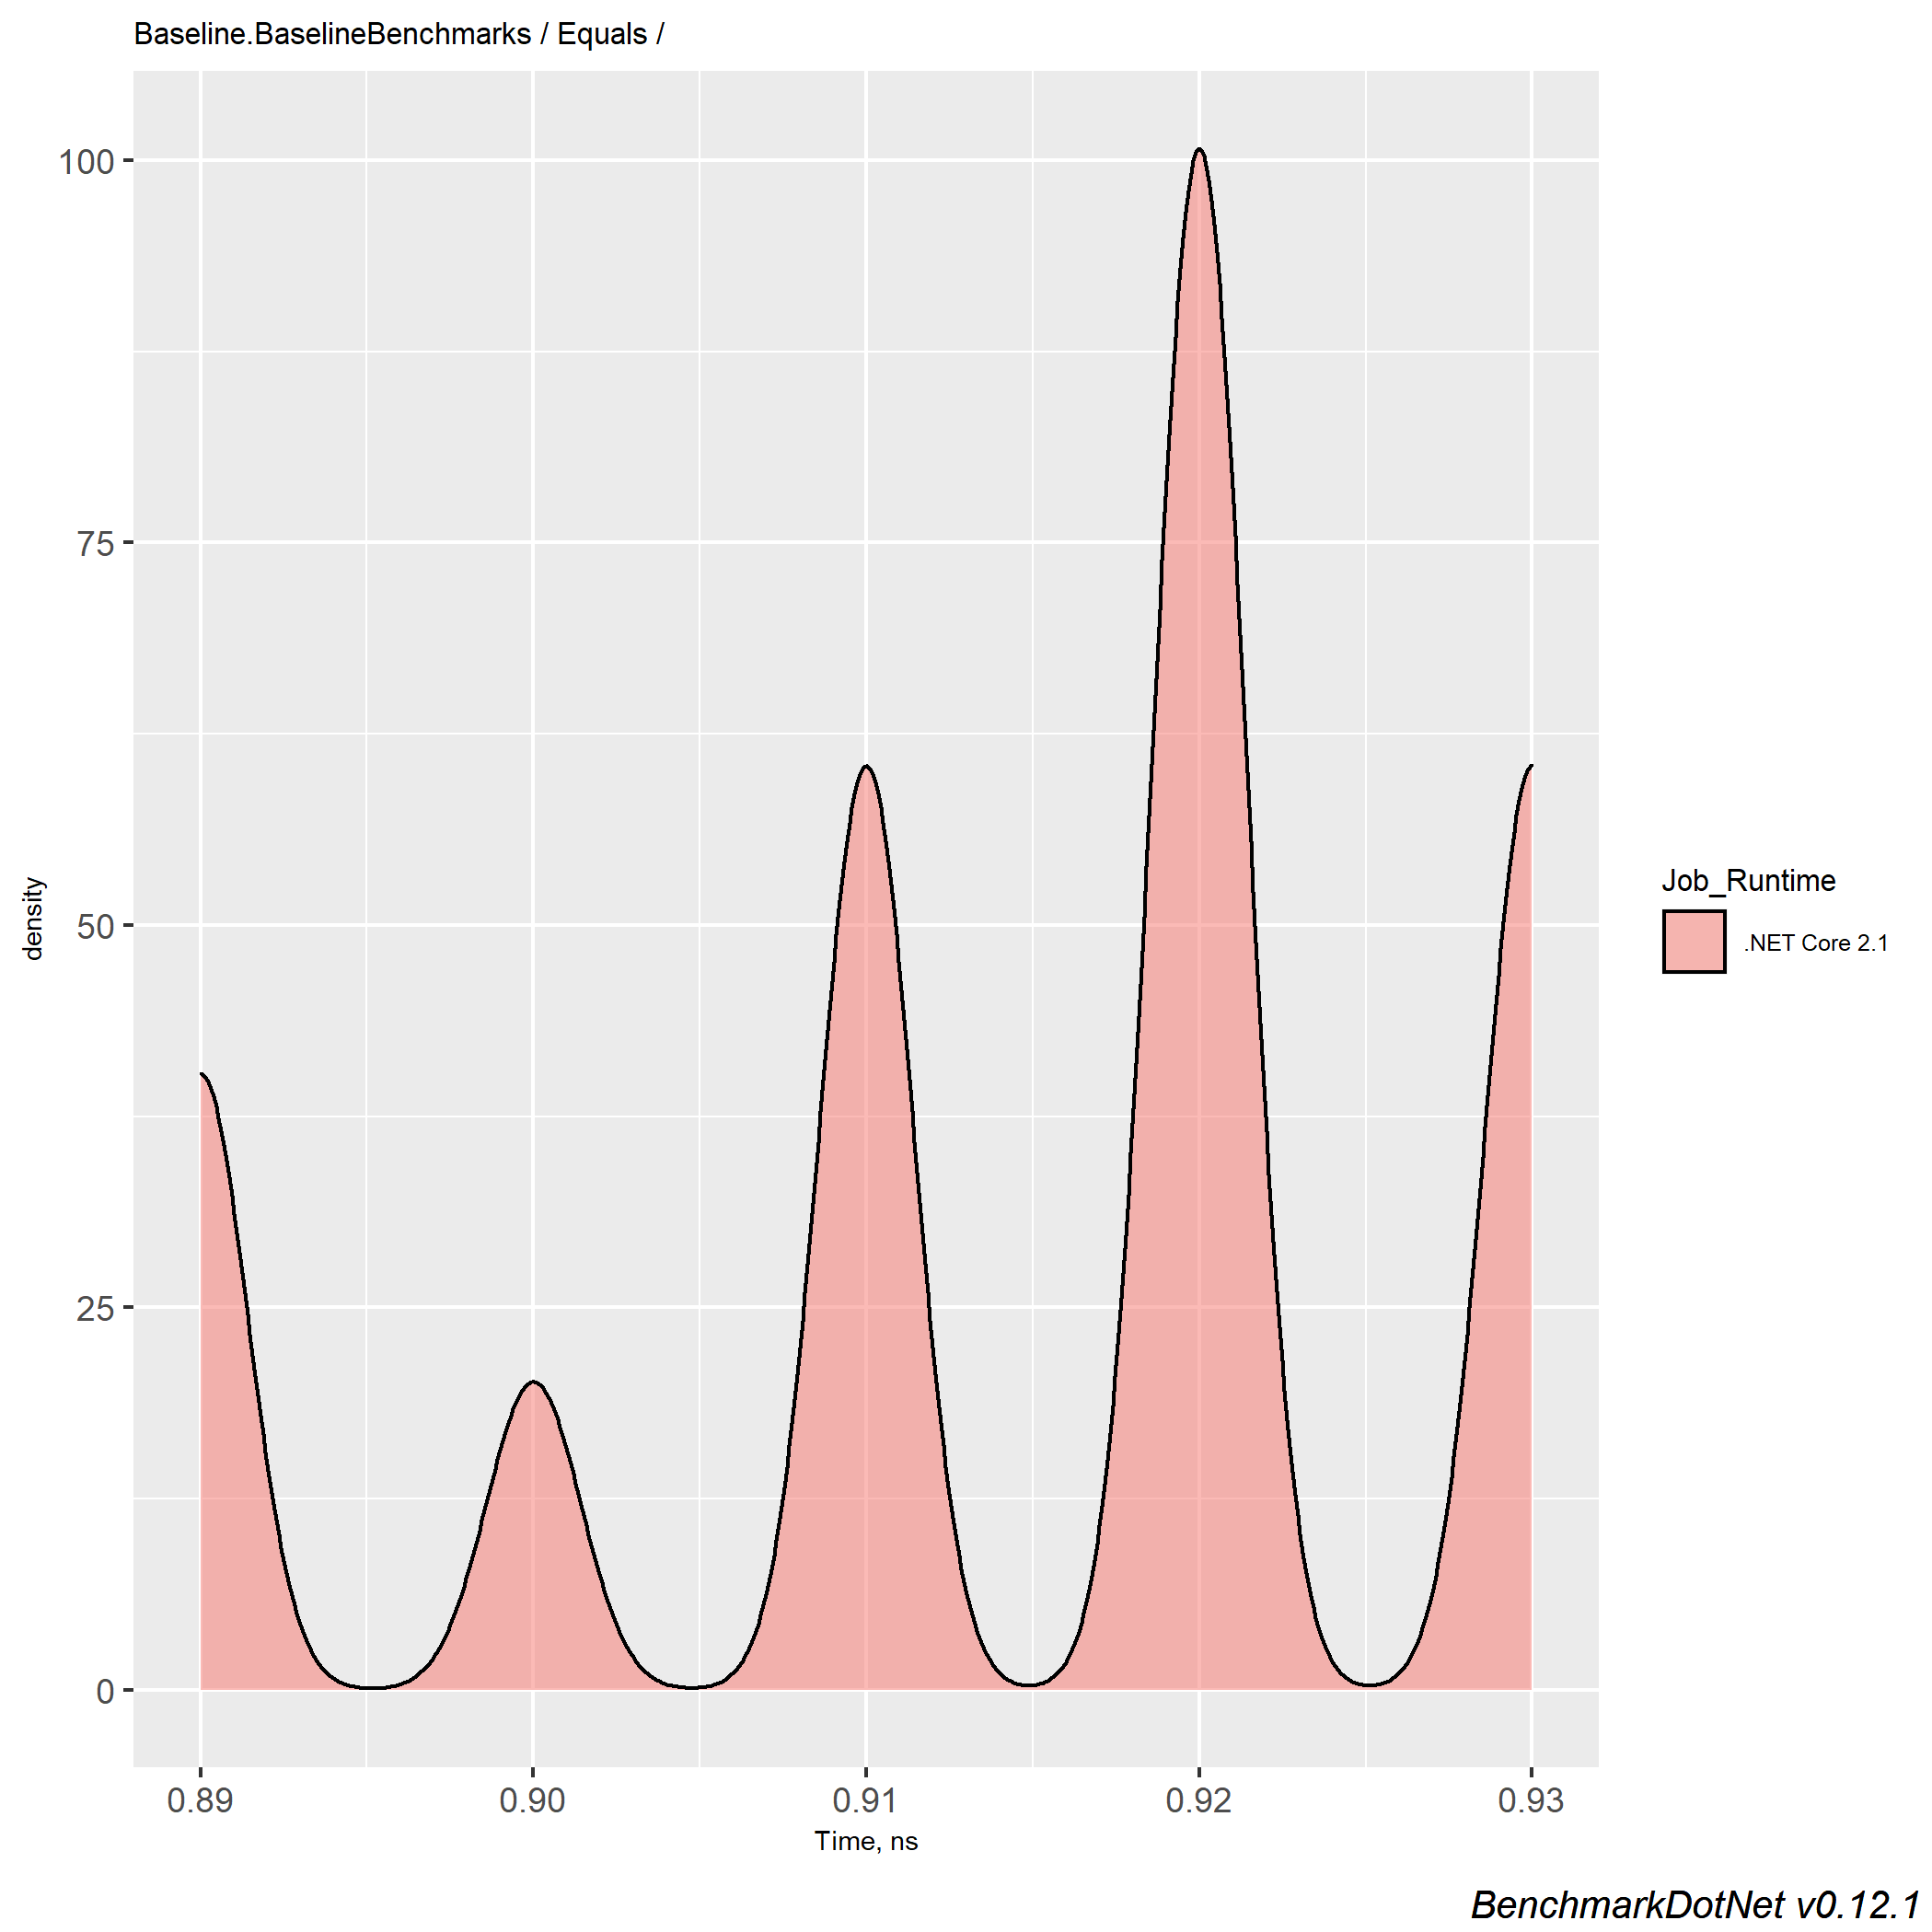 Baseline.BaselineBenchmarks / Equals /
100
75
50
25
0
density
0.89 0.90 0.91 0.92 0.93
Time, ns
Job_Runtime
.NET Core 2.1
BenchmarkDotNet v0.12.1